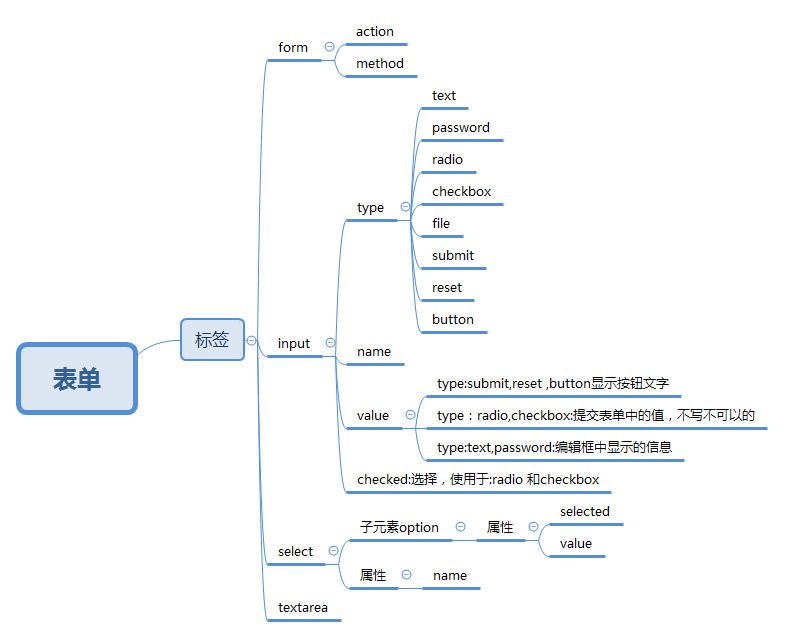 表单
标签
form
action
method
input
type
text
password
radio
checkbox
file
submit
reset
button
name
value
type:submit,reset ,button显示按钮文字
type：radio,checkbox:提交表单中的值，不写不可以的
type:text,password:编辑框中显示的信息
checked:选择，使用于:radio 和checkbox
select
子元素option
属性
selected
value
属性
name
textarea